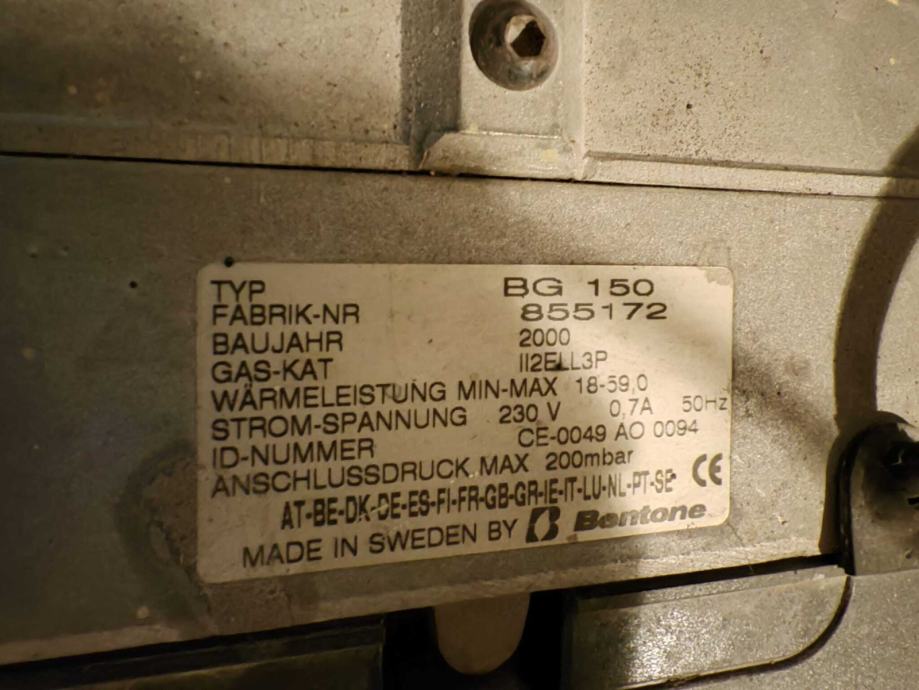 TYP BG 150
FABRIK-NR 855172
BAUJAHR 2000
GAS-KAT II2ELL3P
WÄRMELEISTUNG MIN-MAX 18-59,0
STROM-SPANNUNG 230 V 0,7A 50Hz
ID-NUMMER CE-0049 AO 0094
ANSCHLUSSDRUCK MAX 200mbar CE
AT-BE-DK-DE-ES-FI-FR-GB-GR-IE-IT-LU-NL-PT-SE
MADE IN SWEDEN BY Bentone